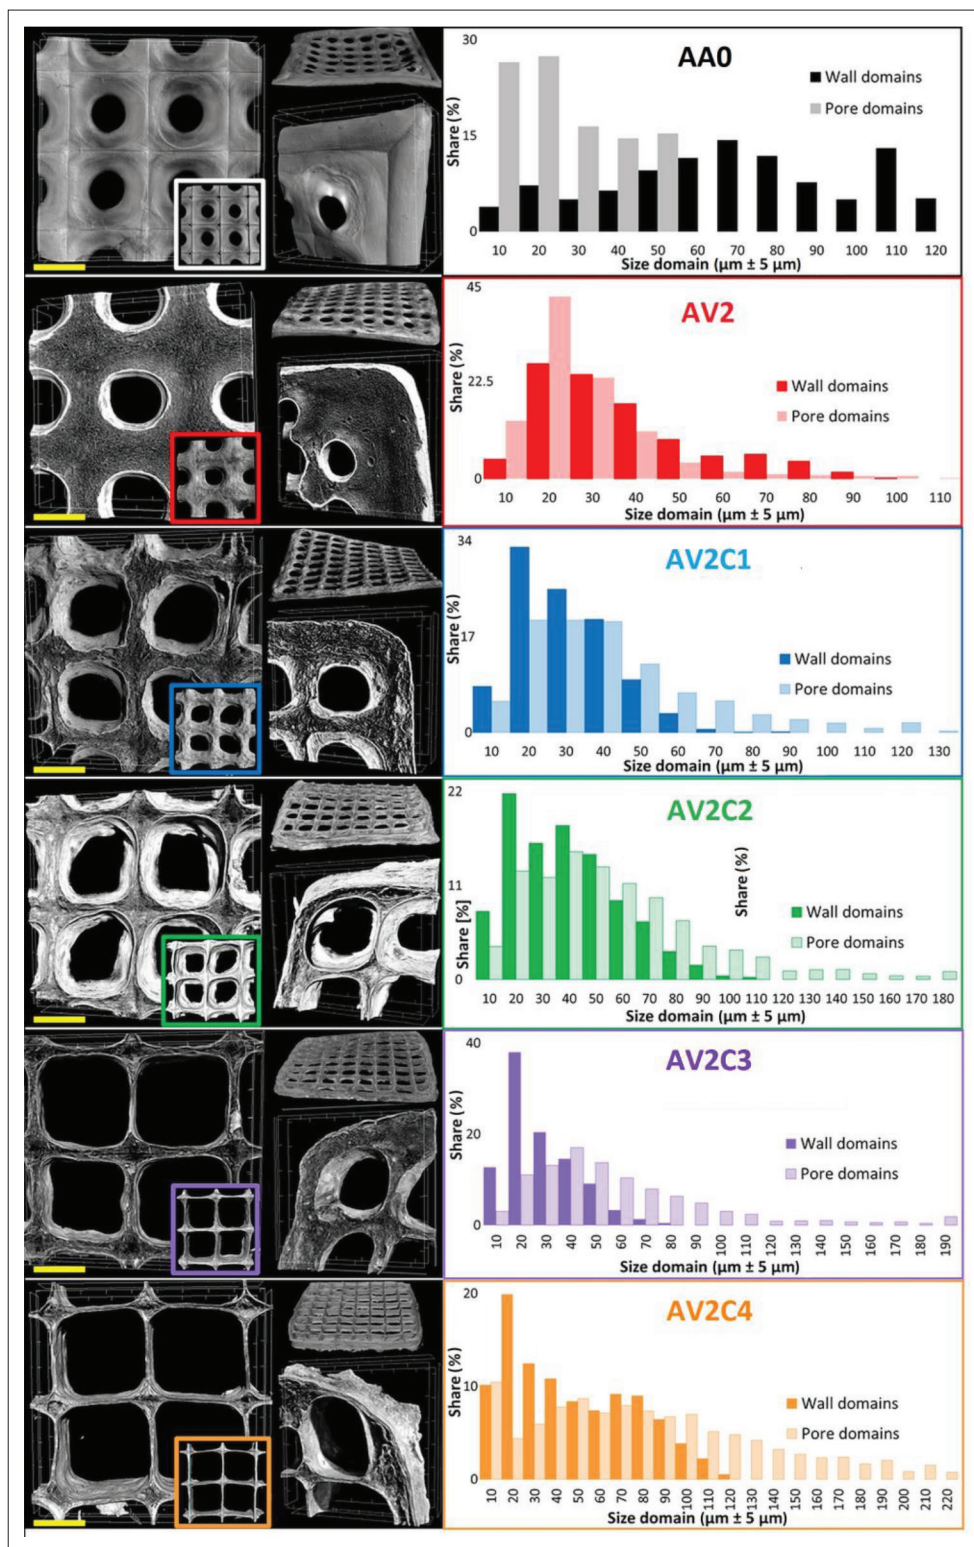 AA0
30
15
0
Share (%)
Wall domains
Pore domains
10 20 30 40 50 60 70 80 90 100 110 120
Size domain (µm ± 5 µm)
AV2
45
22.5
0
Share (%)
Wall domains
Pore domains
10 20 30 40 50 60 70 80 90 100 110
Size domain (µm ± 5 µm)
AV2C1
34
17
0
Share (%)
Wall domains
Pore domains
10 20 30 40 50 60 70 80 90 100 110 120 130
Size domain (µm ± 5 µm)
AV2C2
22
11
0
Share [%]
Share (%)
Wall domains
Pore domains
10 20 30 40 50 60 70 80 90 100 110 120 130 140 150 160 170 180
Size domain (µm ± 5 µm)
AV2C3
40
20
0
Share (%)
Wall domains
Pore domains
10 20 30 40 50 60 70 80 90 100 110 120 130 140 150 160 170 180 190
Size domain (µm ± 5 µm)
AV2C4
20
10
0
Share (%)
Wall domains
Pore domains
10 20 30 40 50 60 70 80 90 100 110 120 130 140 150 160 170 180 190 200 210 220
Size domain (µm ± 5 µm)